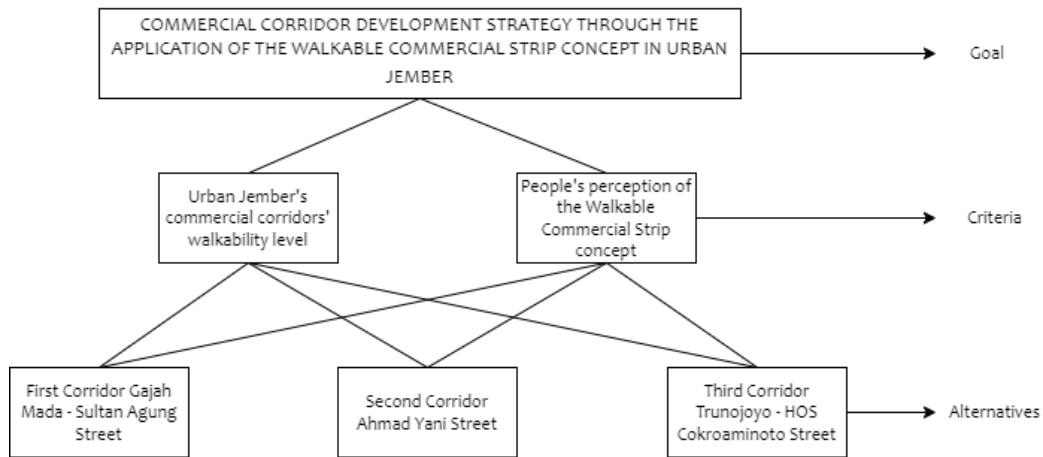 COMMERCIAL CORRIDOR DEVELOPMENT STRATEGY THROUGH THE
APPLICATION OF THE WALKABLE COMMERCIAL STRIP CONCEPT IN URBAN
JEMBER
Goal
Urban Jember's
commercial corridors'
walkability level
People's perception of
the Walkable
Commercial Strip
concept
Criteria
First Corridor Gajah
Mada - Sultan Agung
Street
Second Corridor
Ahmad Yani Street
Third Corridor
Trunojoyo - HOS
Cokroaminoto Street
Alternatives